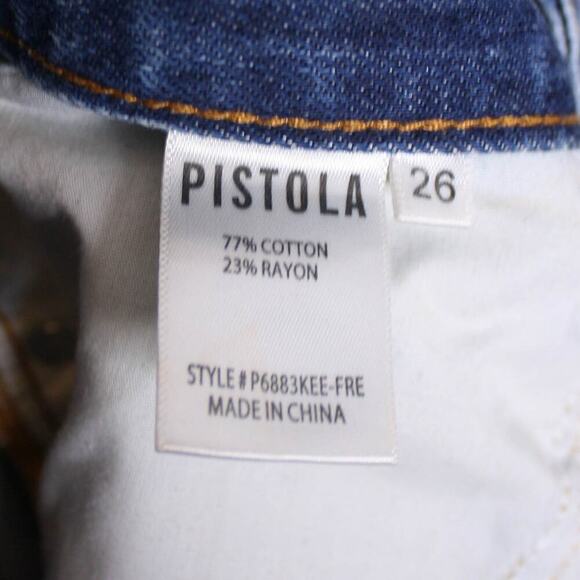 PISTOLA
26
77% COTTON
23% RAYON
STYLE # P6883KEE-FRE
MADE IN CHINA